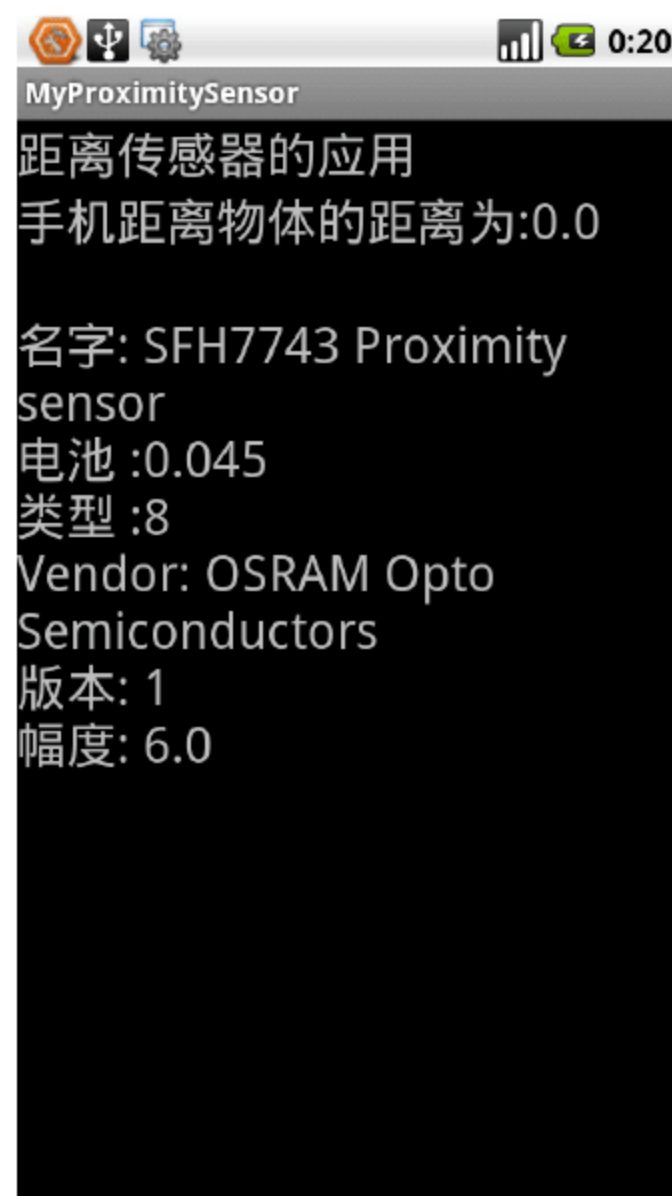 0:20
MyProximitySensor
距离传感器的应用
手机距离物体的距离为:0.0
名字: SFH7743 Proximity
sensor
电池 :0.045
类型 :8
Vendor: OSRAM Opto
Semiconductors
版本: 1
幅度: 6.0